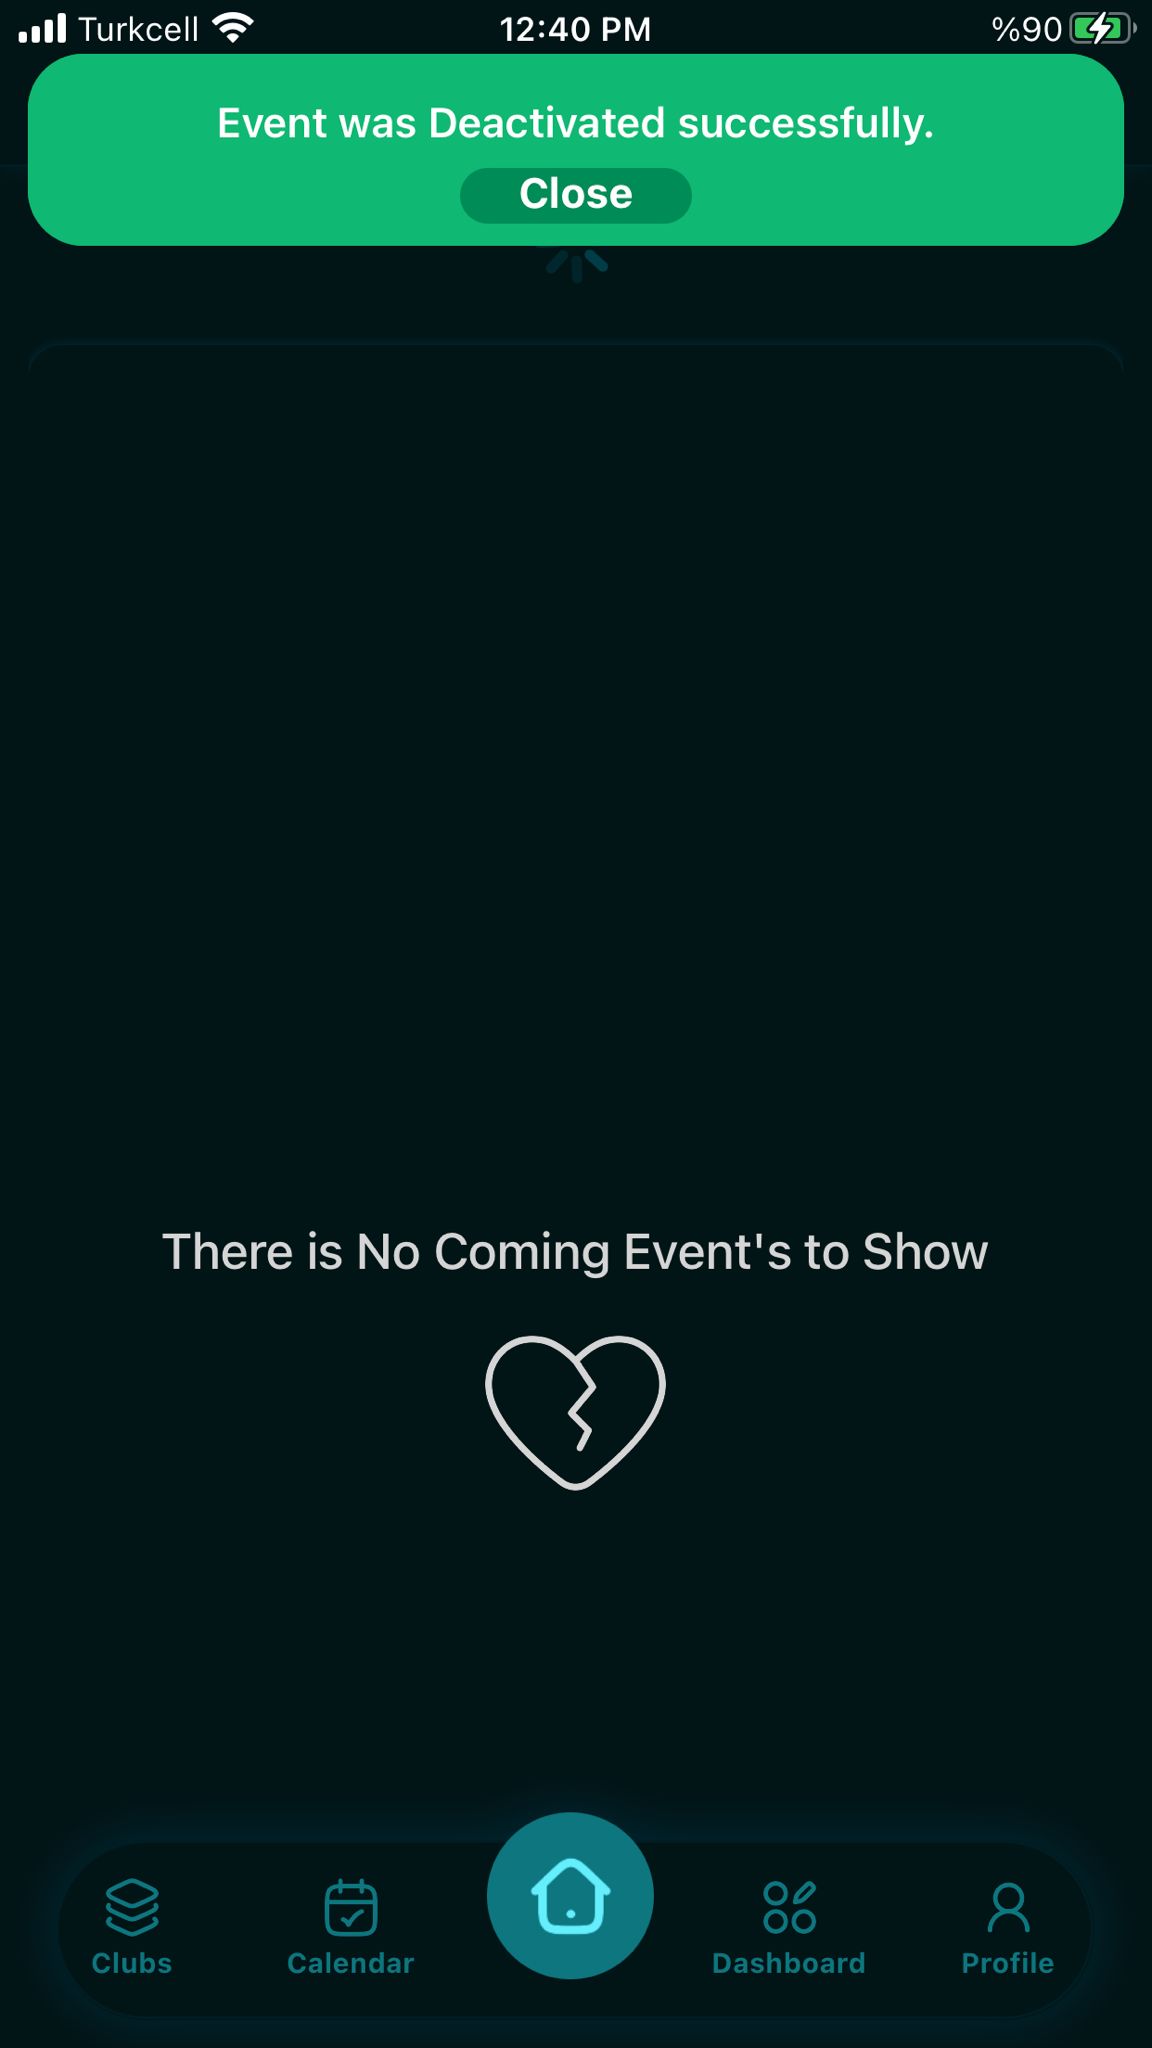 Turkcell
12:40 PM
%90
Event was Deactivated successfully.
Close
There is No Coming Event's to Show
Clubs
Calendar
Dashboard
Profile